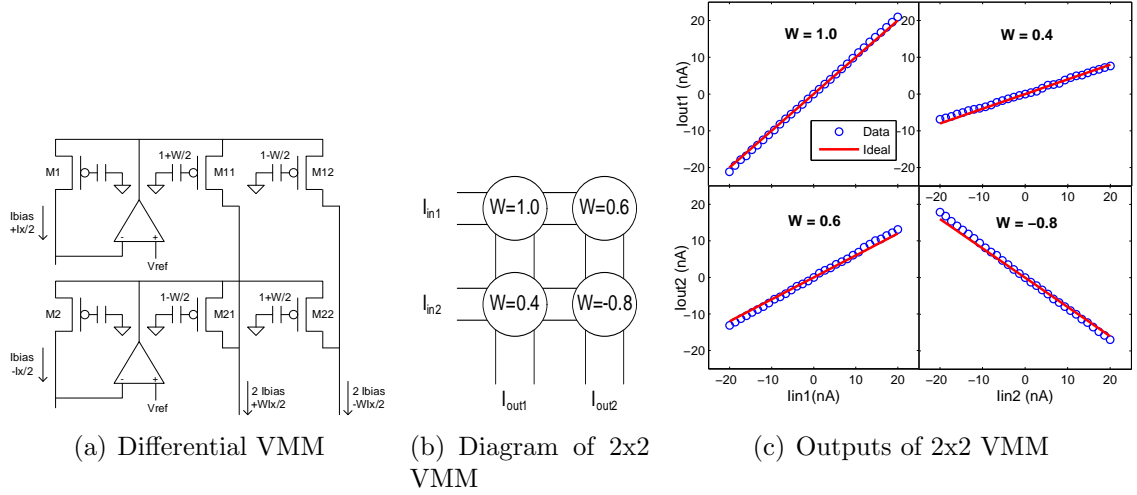 M1
1+W/2
M11
1-W/2
M12
Ibias
+Ix/2
-
+
Vref
M2
1-W/2
M21
1+W/2
M22
Ibias
-Ix/2
-
+
Vref
2 Ibias
+WIx/2
2 Ibias
-WIx/2
(a) Differential VMM
Iin1
W=1.0
W=0.6
Iin2
W=0.4
W=-0.8
Iout1
Iout2
(b) Diagram of 2x2
VMM
W = 1.0
W = 0.4
Iout1 (nA)
20
10
0
−10
−20
Data
Ideal
W = 0.6
W = −0.8
Iout2 (nA)
20
10
0
−10
−20
−20 −10 0 10 20
−20 −10 0 10 20
Iin1(nA)
Iin2 (nA)
(c) Outputs of 2x2 VMM